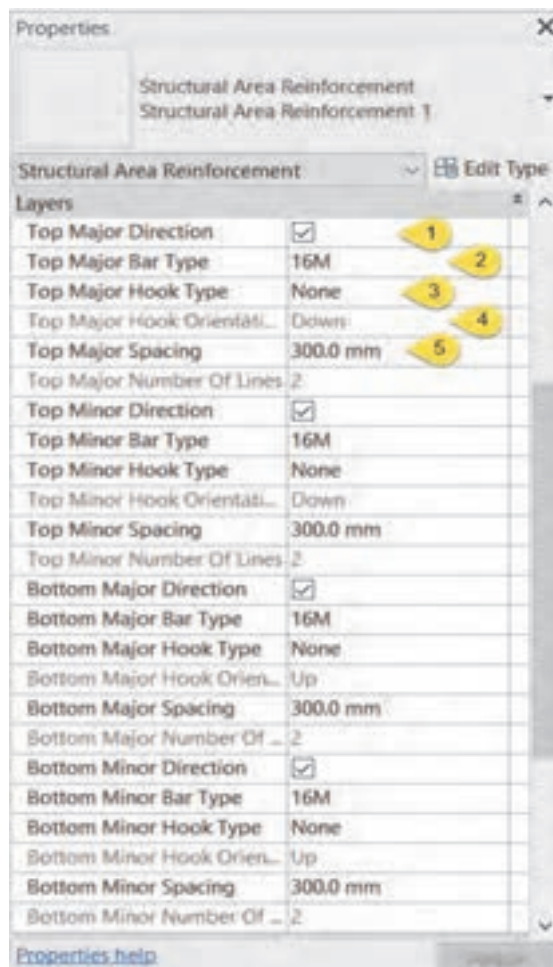 Properties
Structural Area Reinforcement
Structural Area Reinforcement 1
Structural Area Reinforcement Edit Type
Layers
Top Major Direction 1
Top Major Bar Type 16M 2
Top Major Hook Type None 3
Top Major Hook Orientati... Down 4
Top Major Spacing 300.0 mm 5
Top Major Number Of Lines 2
Top Minor Direction
Top Minor Bar Type 16M
Top Minor Hook Type None
Top Minor Hook Orientati... Down
Top Minor Spacing 300.0 mm
Top Minor Number Of Lines 2
Bottom Major Direction
Bottom Major Bar Type 16M
Bottom Major Hook Type None
Bottom Major Hook Orien... Up
Bottom Major Spacing 300.0 mm
Bottom Major Number Of ... 2
Bottom Minor Direction
Bottom Minor Bar Type 16M
Bottom Minor Hook Type None
Bottom Minor Hook Orien... Up
Bottom Minor Spacing 300.0 mm
Bottom Minor Number Of ... 2
Properties help